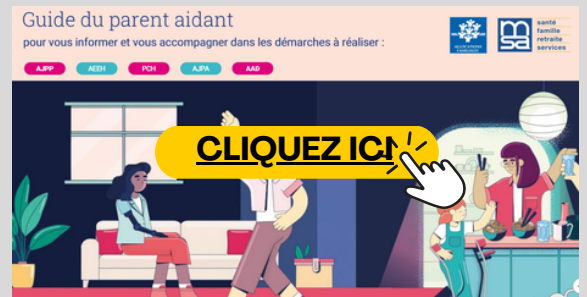 Guide du parent aidant
pour vous informer et vous accompagner dans les démarches à réaliser :
AJPP AEEH PCH AJPA AAD
msa
santé
famille
retraite
services
CLIQUEZ ICI